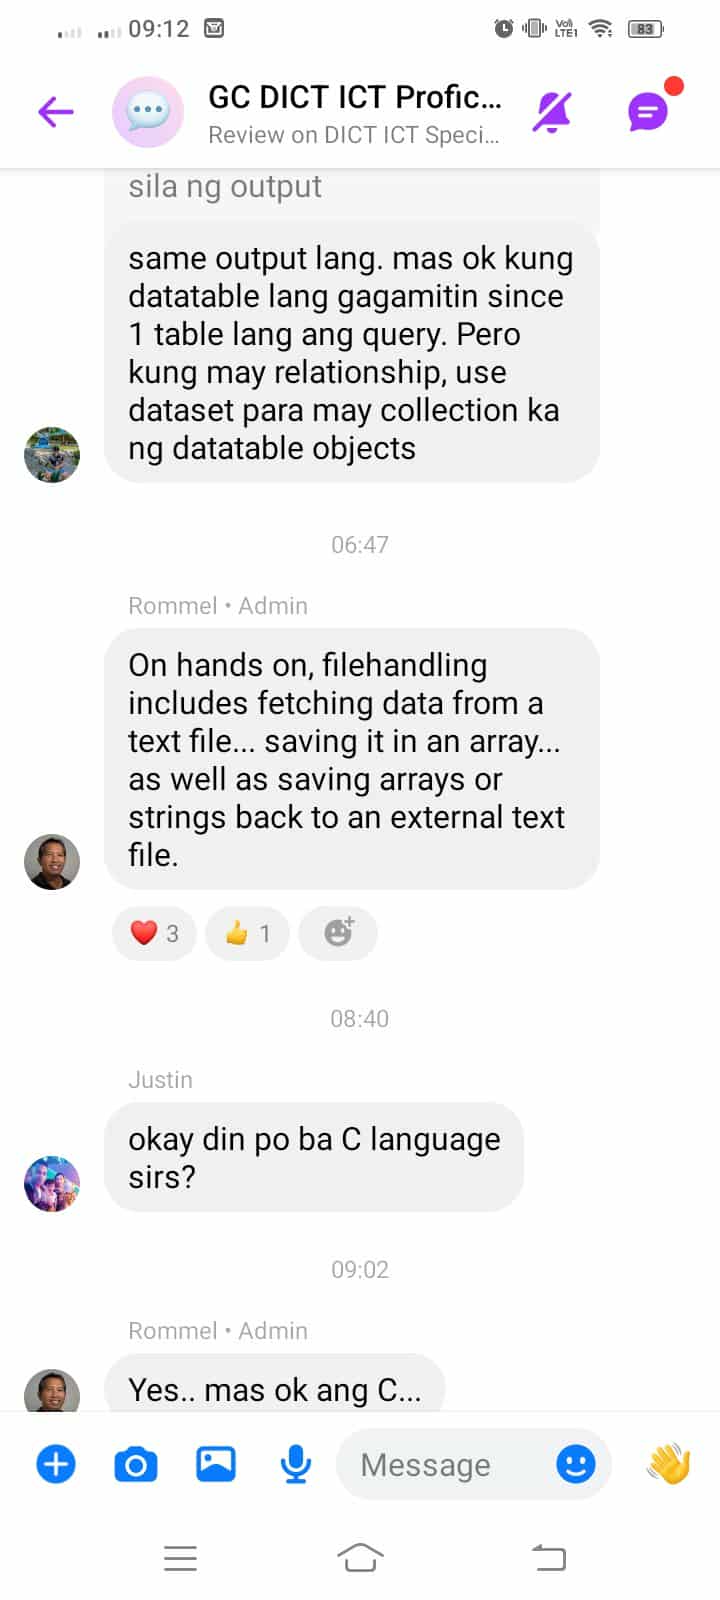 09:12
Vo))
LTE1
83
GC DICT ICT Profic...
Review on DICT ICT Speci...
sila ng output
same output lang. mas ok kung
datatable lang gagamitin since
1 table lang ang query. Pero
kung may relationship, use
dataset para may collection ka
ng datatable objects
06:47
Rommel • Admin
On hands on, filehandling
includes fetching data from a
text file... saving it in an array...
as well as saving arrays or
strings back to an external text
file.
3
1
08:40
Justin
okay din po ba C language
sirs?
09:02
Rommel • Admin
Yes.. mas ok ang C...
Message